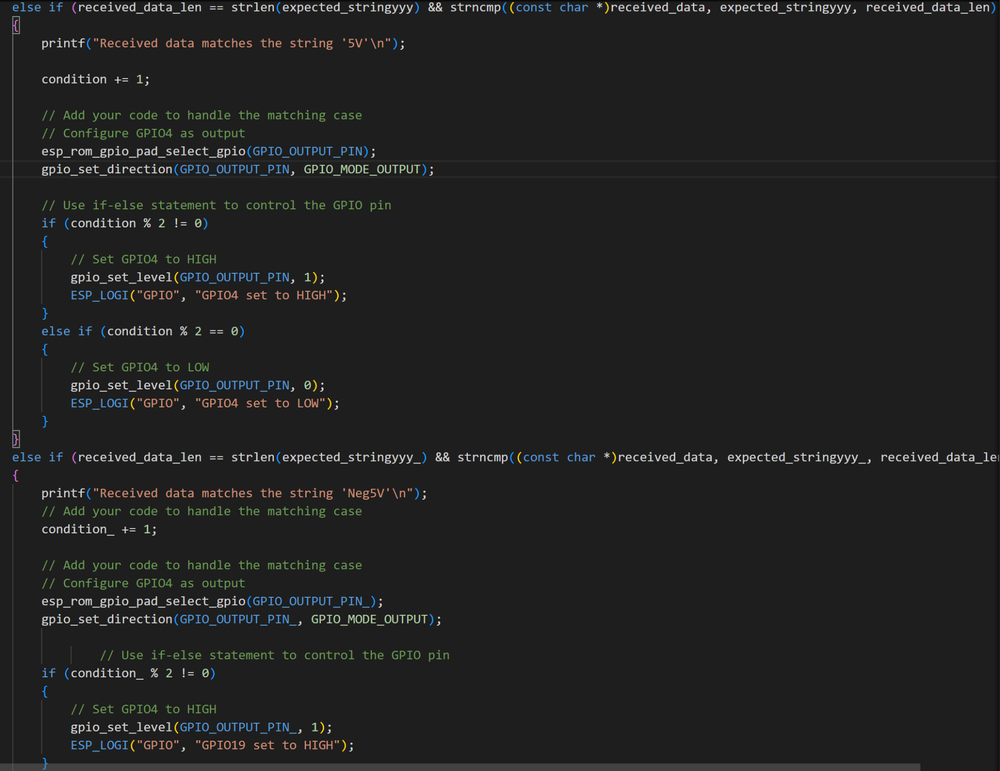 else if (received_data_len == strlen(expected_stringyyy) && strncmp((const char *)received_data, expected_stringyyy, received_data_len)
{
printf("Received data matches the string '5V'\n");
condition += 1;
// Add your code to handle the matching case
// Configure GPIO4 as output
esp_rom_gpio_pad_select_gpio(GPIO_OUTPUT_PIN);
gpio_set_direction(GPIO_OUTPUT_PIN, GPIO_MODE_OUTPUT);
// Use if-else statement to control the GPIO pin
if (condition % 2 != 0)
{
// Set GPIO4 to HIGH
gpio_set_level(GPIO_OUTPUT_PIN, 1);
ESP_LOGI("GPIO", "GPIO4 set to HIGH");
}
else if (condition % 2 == 0)
{
// Set GPIO4 to LOW
gpio_set_level(GPIO_OUTPUT_PIN, 0);
ESP_LOGI("GPIO", "GPIO4 set to LOW");
}
}
else if (received_data_len == strlen(expected_stringyyy_) && strncmp((const char *)received_data, expected_stringyyy_, received_data_le
{
printf("Received data matches the string 'Neg5V'\n");
// Add your code to handle the matching case
condition_ += 1;
// Add your code to handle the matching case
// Configure GPIO4 as output
esp_rom_gpio_pad_select_gpio(GPIO_OUTPUT_PIN_);
gpio_set_direction(GPIO_OUTPUT_PIN_, GPIO_MODE_OUTPUT);
// Use if-else statement to control the GPIO pin
if (condition_ % 2 != 0)
{
// Set GPIO4 to HIGH
gpio_set_level(GPIO_OUTPUT_PIN_, 1);
ESP_LOGI("GPIO", "GPIO19 set to HIGH");
}